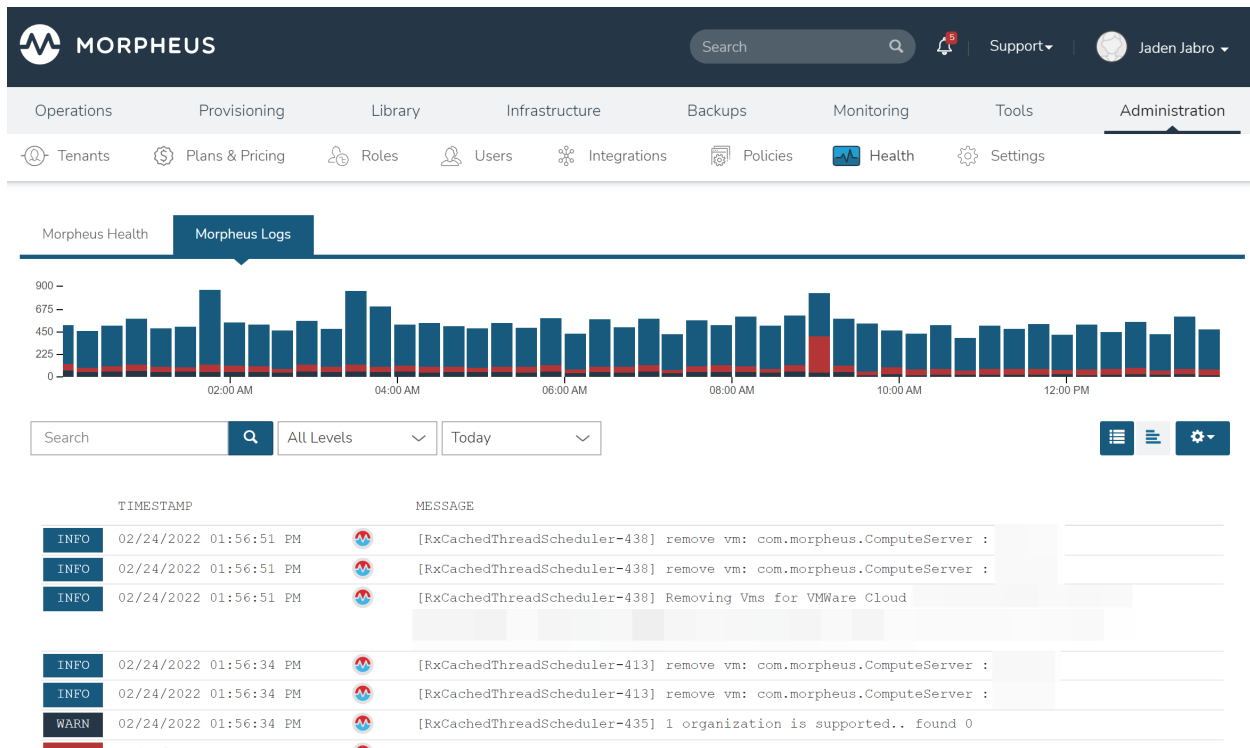 MORPHEUS
Search
5
Support
Jaden Jabro
Operations Provisioning Library Infrastructure Backups Monitoring Tools Administration
Tenants Plans & Pricing Roles Users Integrations Policies Health Settings
Morpheus Health Morpheus Logs
900
675
450
225
0
02:00 AM 04:00 AM 06:00 AM 08:00 AM 10:00 AM 12:00 PM
Search All Levels Today
TIMESTAMP MESSAGE
INFO 02/24/2022 01:56:51 PM [RxCachedThreadScheduler-438] remove vm: com.morpheus.ComputeServer :
INFO 02/24/2022 01:56:51 PM [RxCachedThreadScheduler-438] remove vm: com.morpheus.ComputeServer :
INFO 02/24/2022 01:56:51 PM [RxCachedThreadScheduler-438] Removing Vms for VMWare Cloud
INFO 02/24/2022 01:56:34 PM [RxCachedThreadScheduler-413] remove vm: com.morpheus.ComputeServer :
INFO 02/24/2022 01:56:34 PM [RxCachedThreadScheduler-413] remove vm: com.morpheus.ComputeServer :
WARN 02/24/2022 01:56:34 PM [RxCachedThreadScheduler-435] 1 organization is supported.. found 0